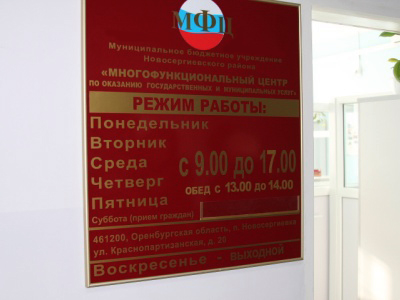 МФЦ
Муниципальное бюджетное учреждение
Новосергиевского района
«МНОГОФУНКЦИОНАЛЬНЫЙ ЦЕНТР
ПО ОКАЗАНИЮ ГОСУДАРСТВЕННЫХ И МУНИЦИПАЛЬНЫХ УСЛУГ»
РЕЖИМ РАБОТЫ:
Понедельник
Вторник
Среда
Четверг
Пятница
с 9.00 до 17.00
ОБЕД с 13.00 до 14.00
Суббота (прием граждан)
461200, Оренбургская область, п. Новосергиевка
ул. Краснопартизанская, д. 20
Воскресенье - ВЫХОДНОЙ